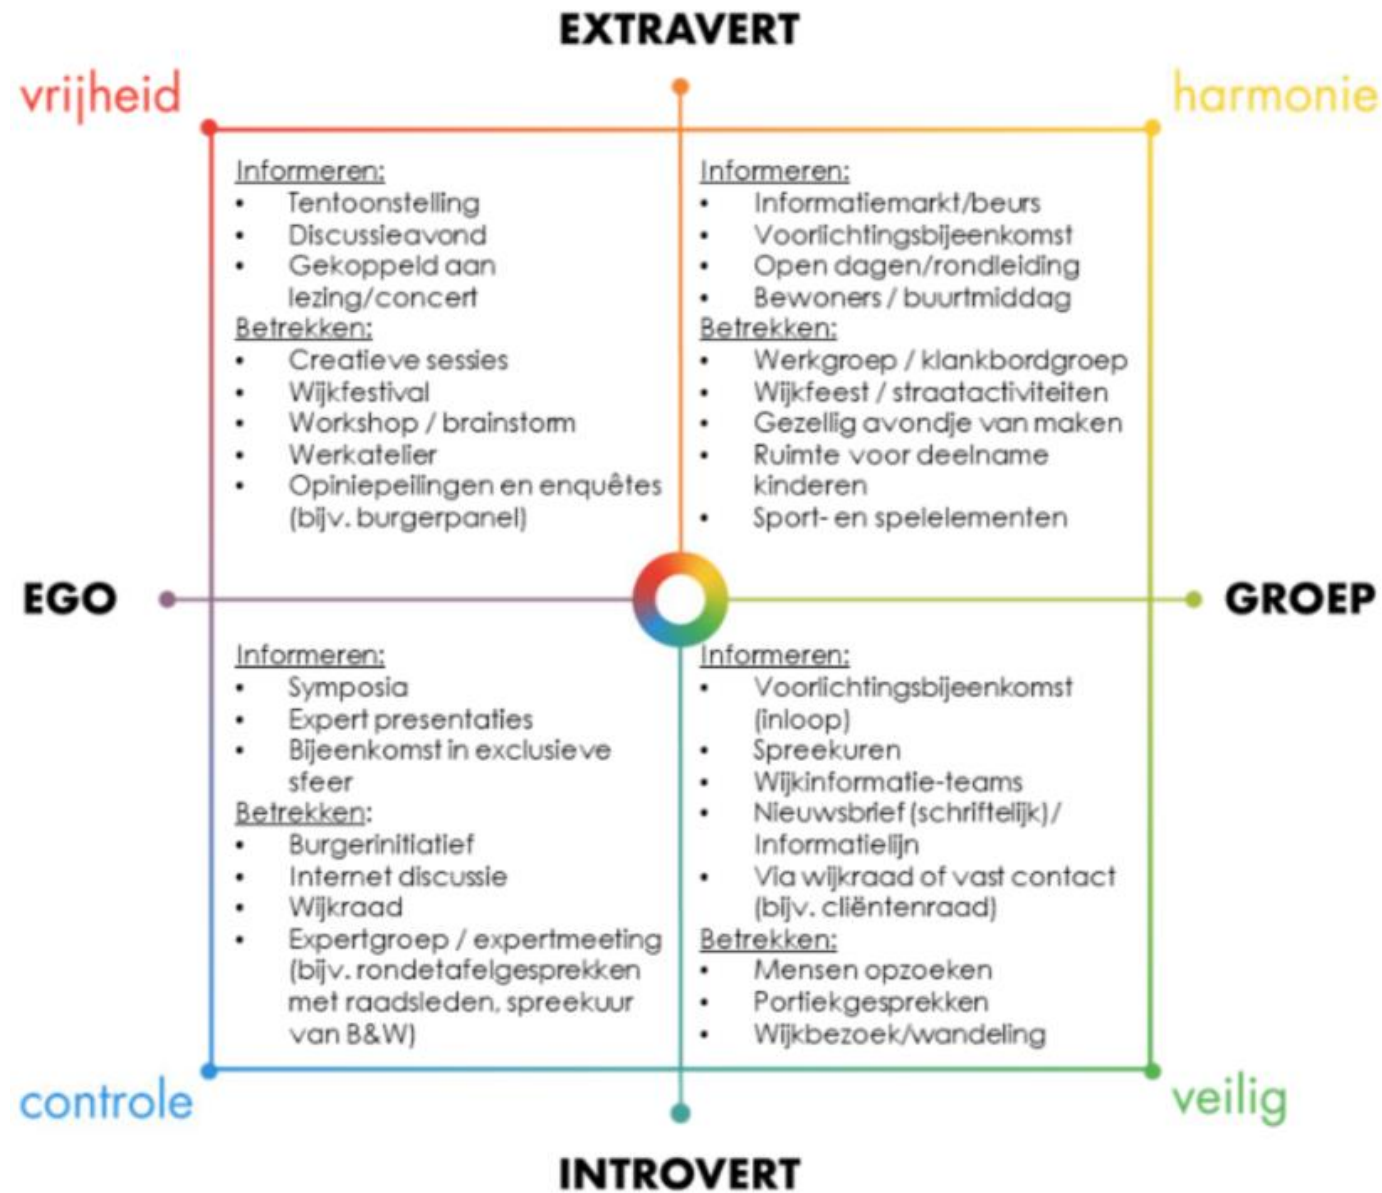 EXTRAVERT
vrijheid
harmonie
Informeren:
• Tentoonstelling
• Discussieavond
• Gekoppeld aan
lezing/concert
Betrekken:
• Creatieve sessies
• Wijkfestival
• Workshop / brainstorm
• Werkatelier
• Opiniepeilingen en enquêtes
(bijv. burgerpanel)
Informeren:
• Informatiemarkt/beurs
• Voorlichtingsbijeenkomst
• Open dagen/rondleiding
• Bewoners / buurtmiddag
Betrekken:
• Werkgroep / klankbordgroep
• Wijkfeest / straatactiviteiten
• Gezellig avondje van maken
• Ruimte voor deelname
kinderen
• Sport- en spelelementen
EGO
GROEP
Informeren:
• Symposia
• Expert presentaties
• Bijeenkomst in exclusieve
sfeer
Betrekken:
• Burgerinitiatief
• Internet discussie
• Wijkraad
• Expertgroep / expertmeeting
(bijv. rondetafelgesprekken
met raadsleden, spreekuur
van B&W)
Informeren:
• Voorlichtingsbijeenkomst
(inloop)
• Spreekuren
• Wijkinformatie-teams
• Nieuwsbrief (schriftelijk)/
Informatielijn
• Via wijkraad of vast contact
(bijv. cliëntenraad)
Betrekken:
• Mensen opzoeken
• Portiekgesprekken
• Wijkbezoek/wandeling
controle
veilig
INTROVERT